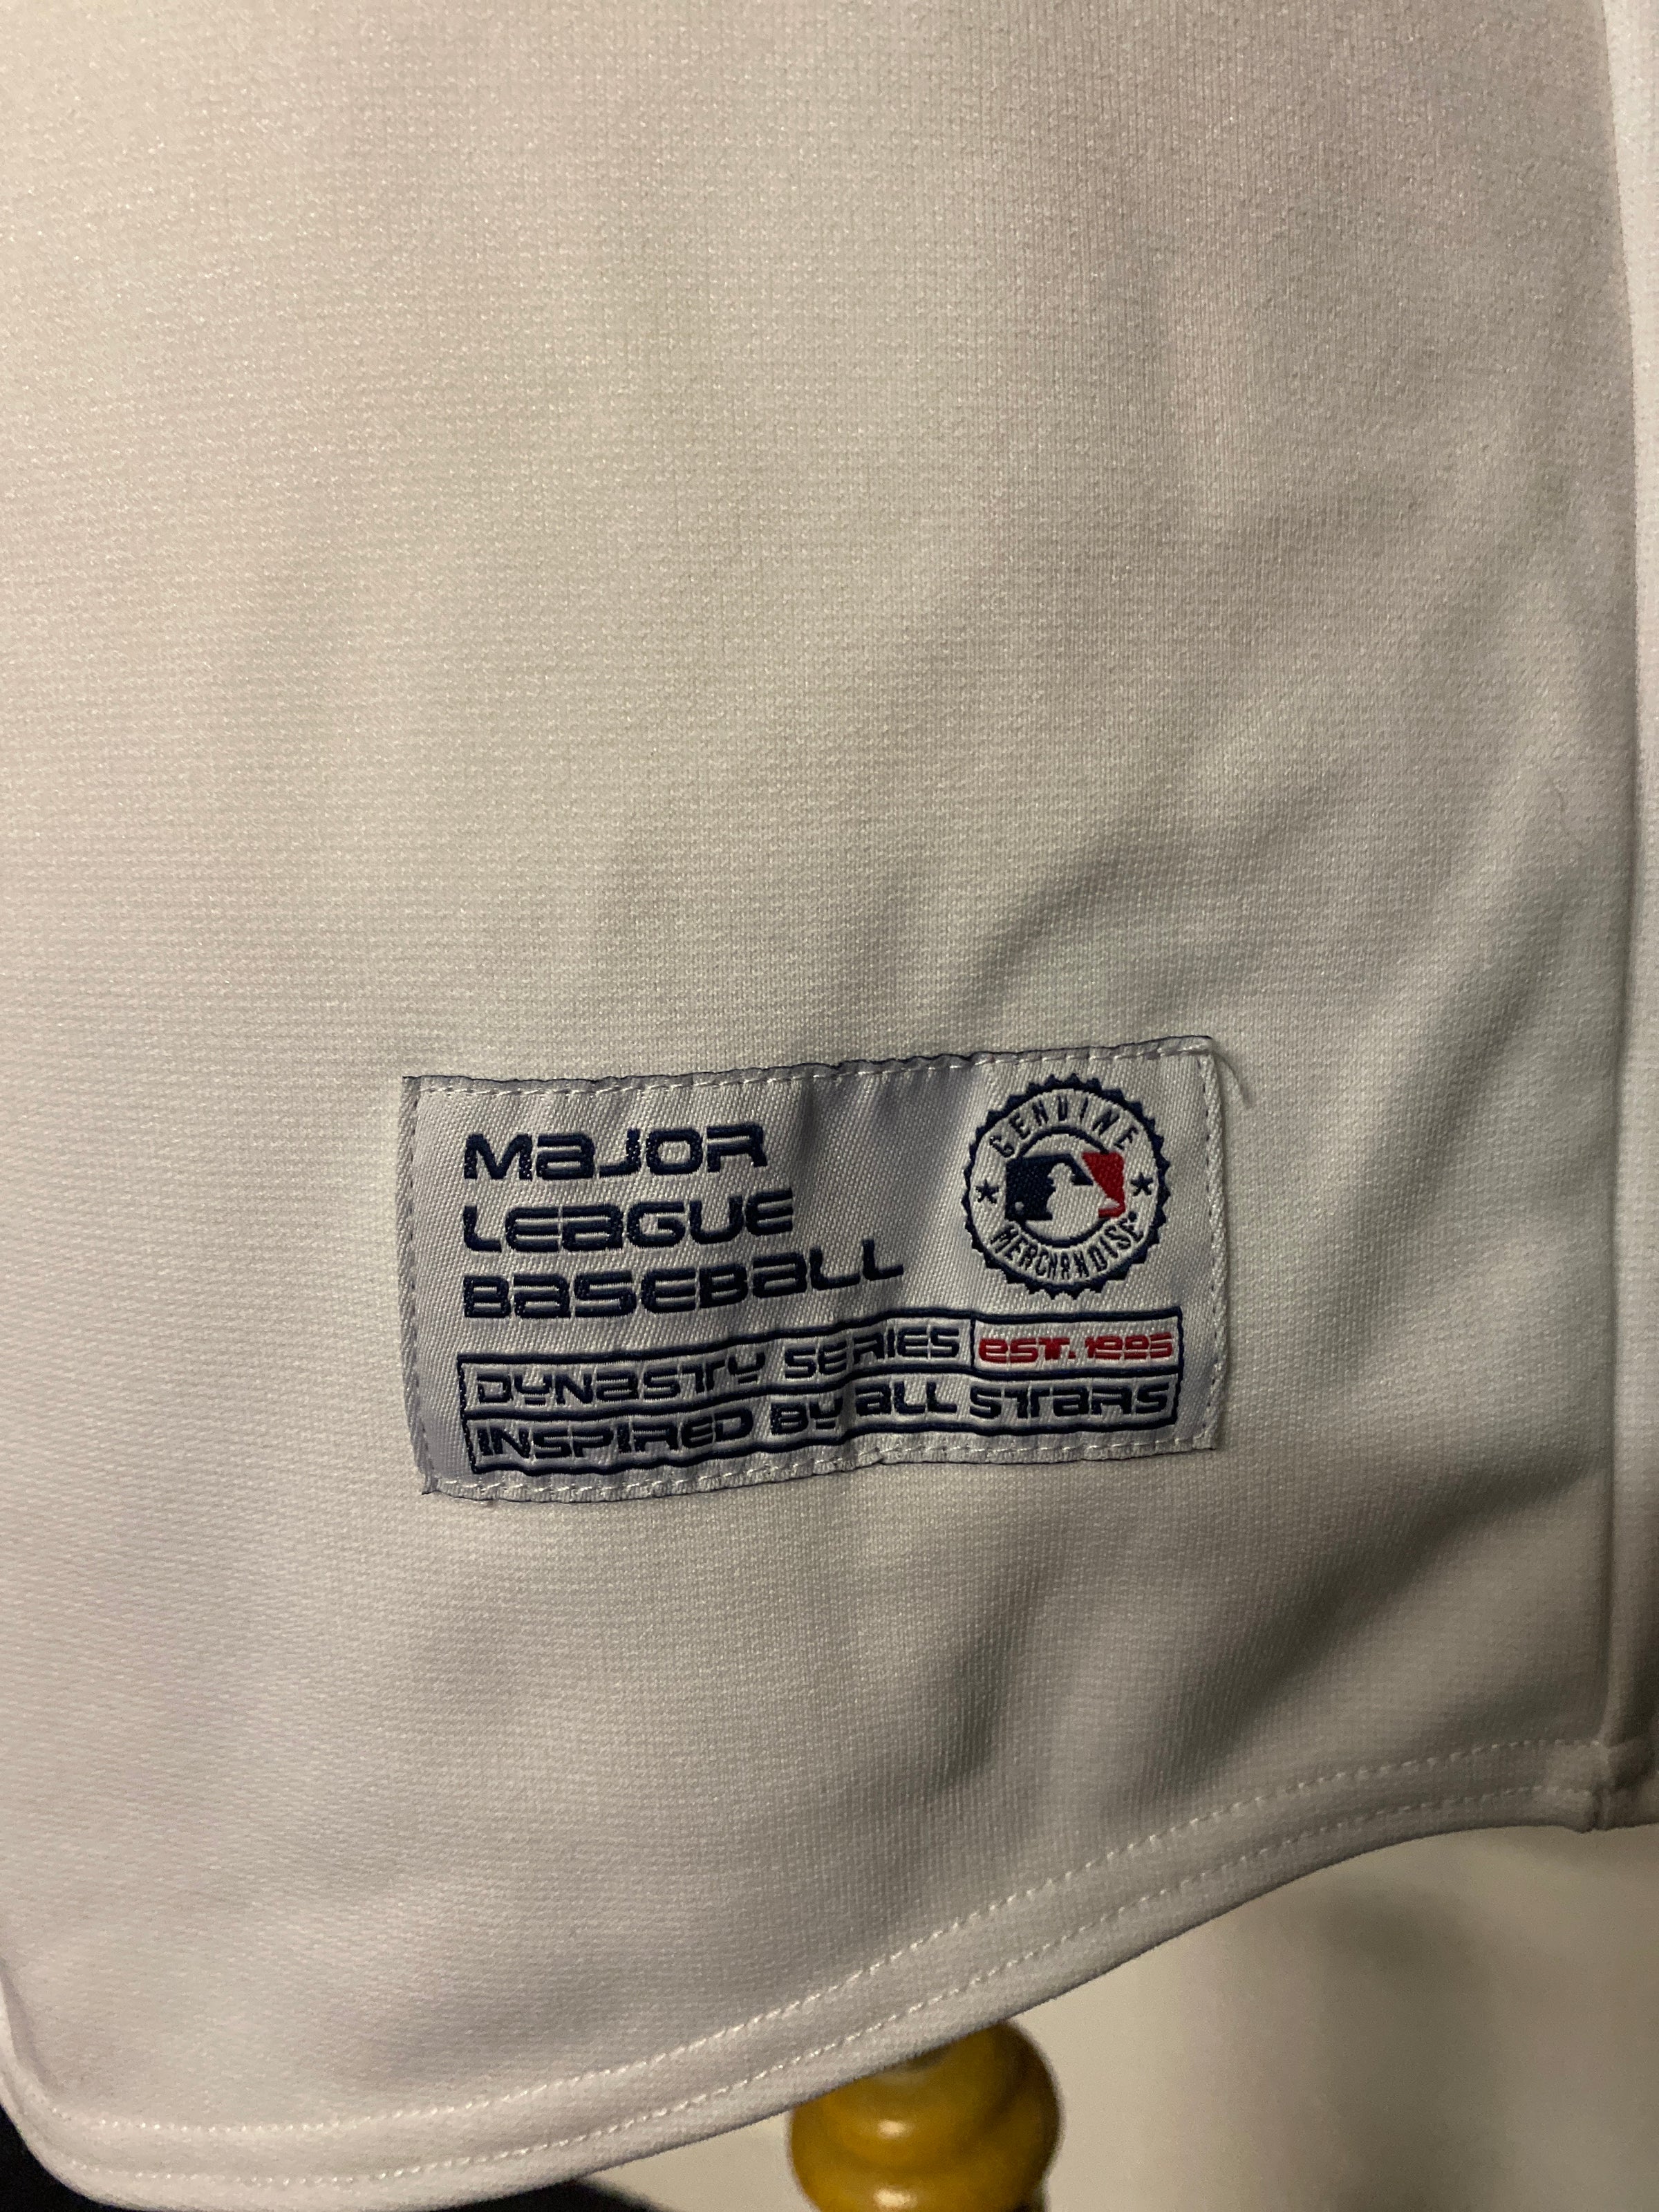 MaJOR
LEaGUE
BaSEBaLL
GENUINE
MERCHANDISE
DYNaSTY SERIES eST. 1995
INSPIRED BY aLL STaRS